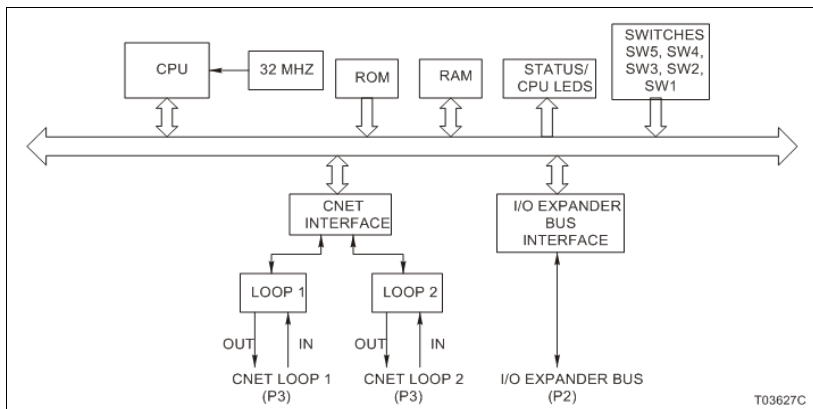 CPU
32 MHZ
ROM
RAM
STATUS/
CPU LEDS
SWITCHES
SW5, SW4,
SW3, SW2,
SW1
CNET
INTERFACE
I/O EXPANDER
BUS
INTERFACE
LOOP 1
LOOP 2
OUT
IN
OUT
IN
CNET LOOP 1
(P3)
CNET LOOP 2
(P3)
I/O EXPANDER BUS
(P2)
T03627C